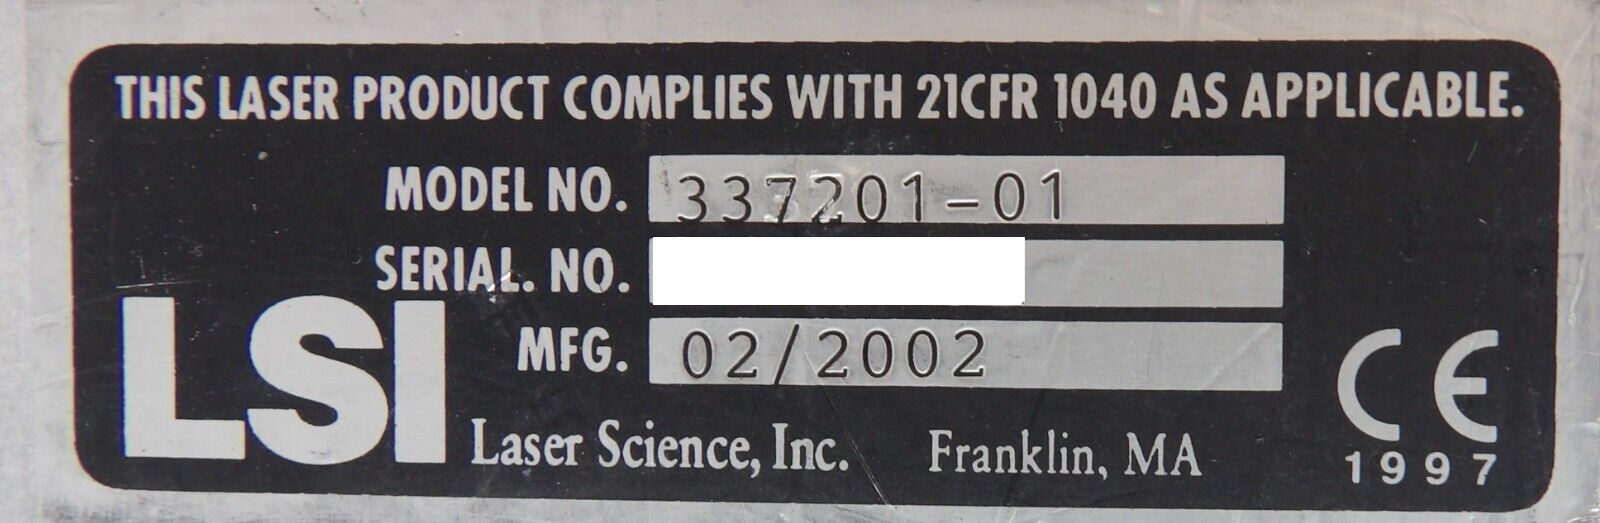 THIS LASER PRODUCT COMPLIES WITH 21CFR 1040 AS APPLICABLE.
MODEL NO. 337201-01
SERIAL. NO.
MFG. 02/2002
LSI Laser Science, Inc. Franklin, MA
CE
1997